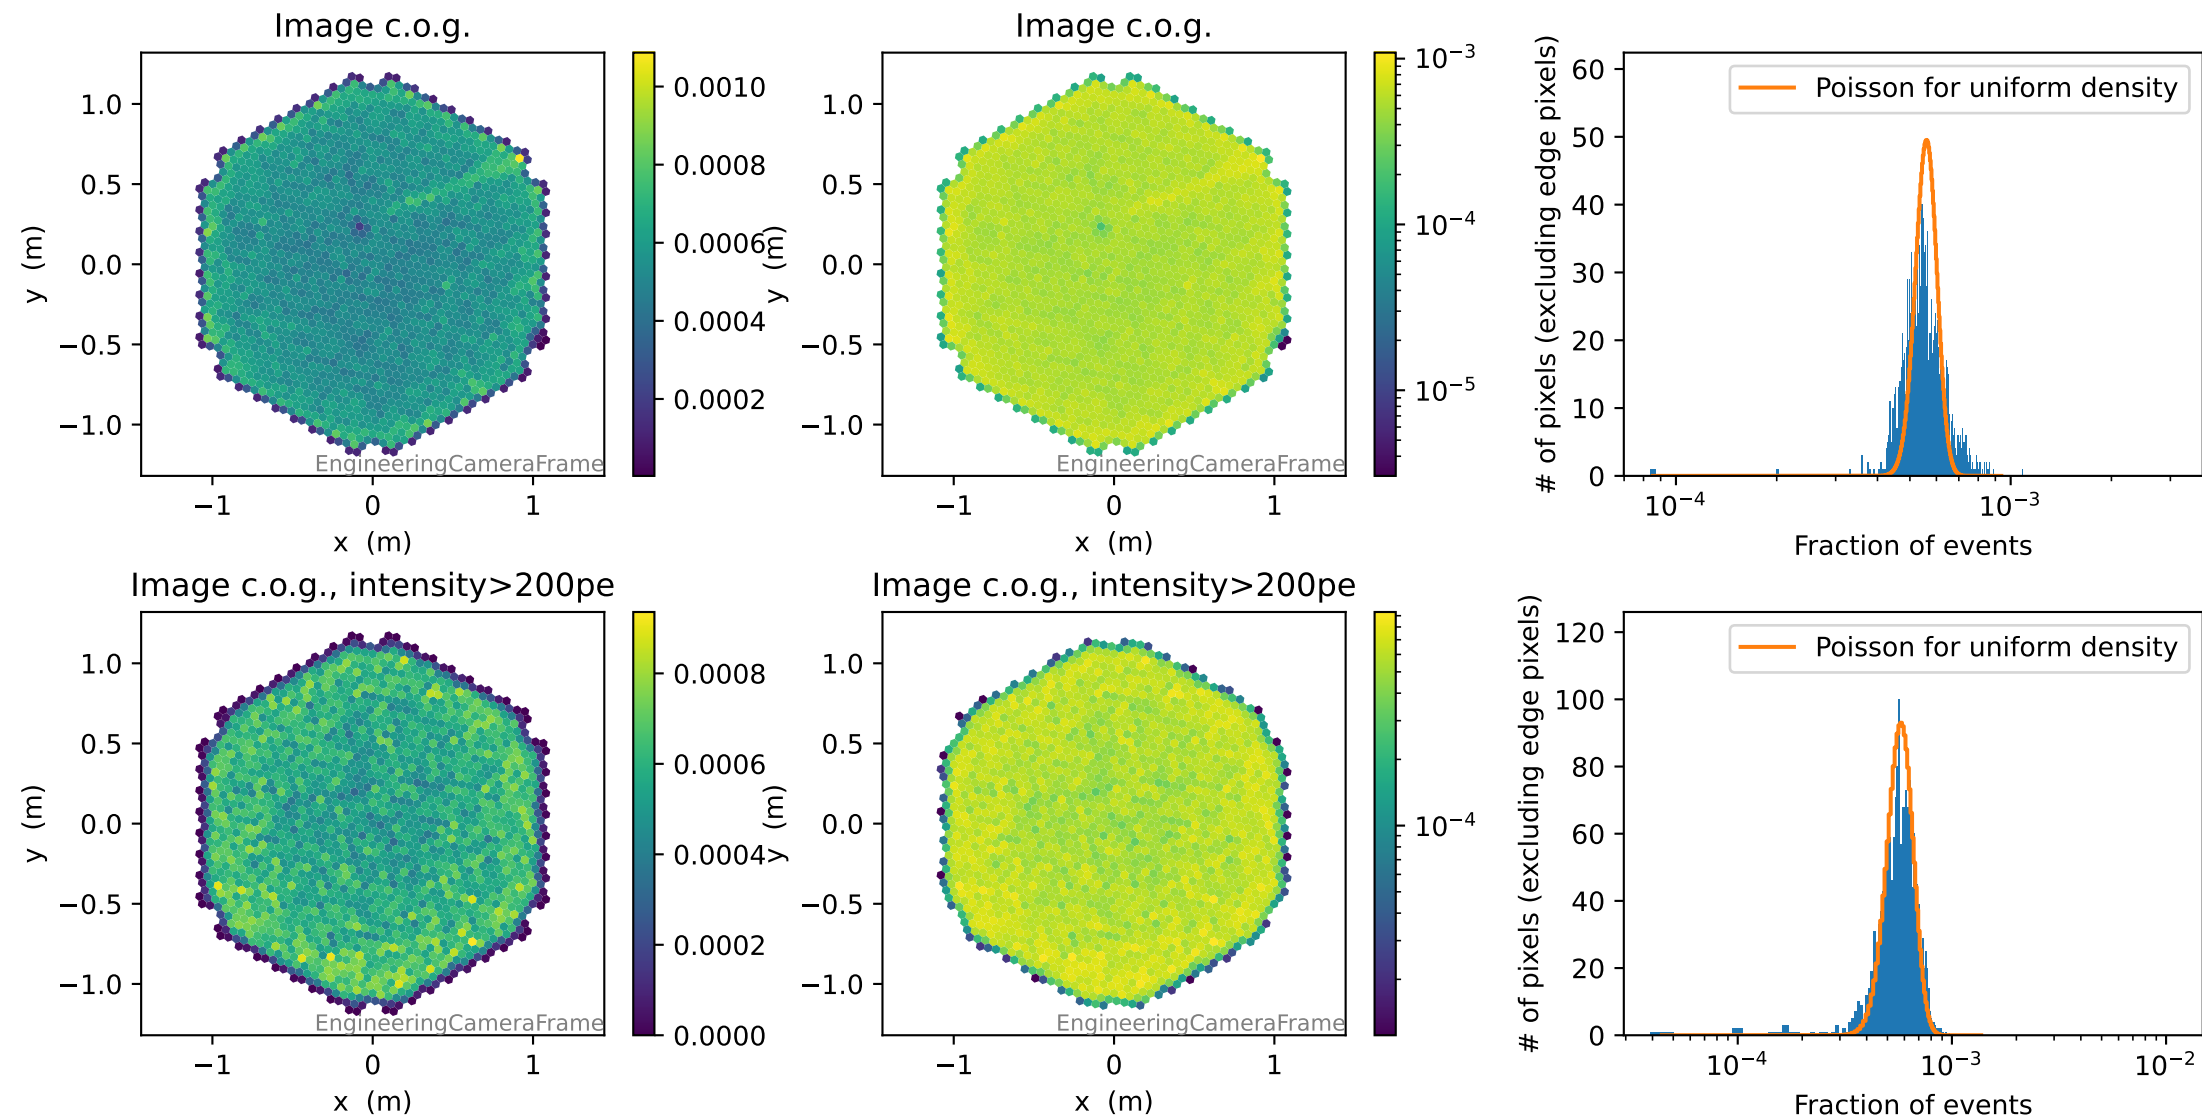 Image c.o.g.
1.0
0.5
0.0
−0.5
−1.0
y (m)
−1
0
1
x (m)
EngineeringCameraFrame
0.0010
0.0008
0.0006
0.0004
0.0002
Image c.o.g.
1.0
0.5
0.0
−0.5
−1.0
y (m)
−1
0
1
x (m)
EngineeringCameraFrame
10⁻³
10⁻⁴
10⁻⁵
Poisson for uniform density
60
50
40
30
20
10
0
# of pixels (excluding edge pixels)
10⁻⁴
10⁻³
Fraction of events
Image c.o.g., intensity>200pe
1.0
0.5
0.0
−0.5
−1.0
y (m)
−1
0
1
x (m)
EngineeringCameraFrame
0.0008
0.0006
0.0004
0.0002
0.0000
Image c.o.g., intensity>200pe
1.0
0.5
0.0
−0.5
−1.0
y (m)
−1
0
1
x (m)
EngineeringCameraFrame
10⁻⁴
Poisson for uniform density
120
100
80
60
40
20
0
# of pixels (excluding edge pixels)
10⁻⁴
10⁻³
10⁻²
Fraction of events